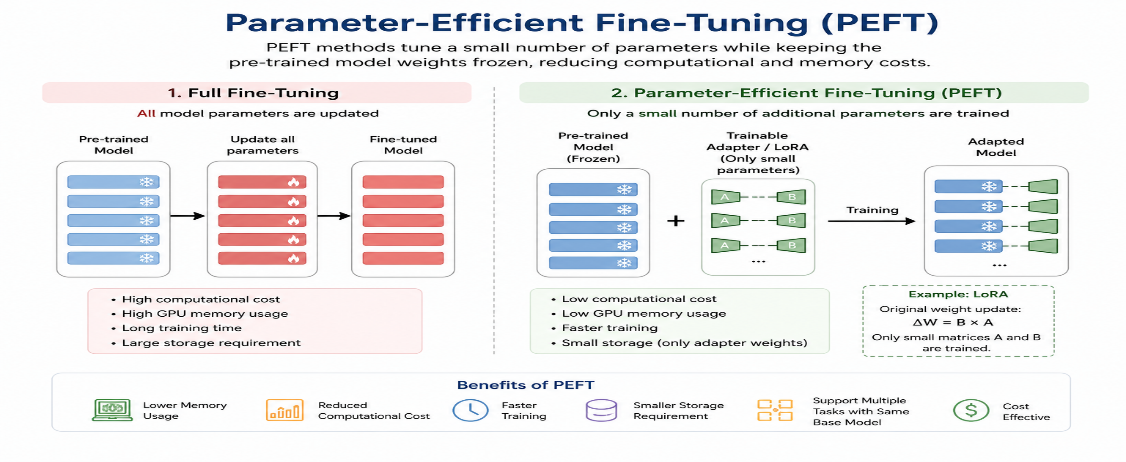 Parameter-Efficient Fine-Tuning (PEFT)
PEFT methods tune a small number of parameters while keeping the
pre-trained model weights frozen, reducing computational and memory costs.
1. Full Fine-Tuning
All model parameters are updated
Pre-trained
Model
Update all
parameters
Fine-tuned
Model
• High computational cost
• High GPU memory usage
• Long training time
• Large storage requirement
2. Parameter-Efficient Fine-Tuning (PEFT)
Only a small number of additional parameters are trained
Pre-trained
Model
(Frozen)
+
Trainable
Adapter / LoRA
(Only small
parameters)
A B
A B
A B
...
Training
Adapted
Model
...
• Low computational cost
• Low GPU memory usage
• Faster training
• Small storage (only adapter weights)
Example: LoRA
Original weight update:
ΔW = B × A
Only small matrices A and B
are trained.
Benefits of PEFT
Lower Memory
Usage
Reduced
Computational Cost
Faster
Training
Smaller Storage
Requirement
Support Multiple
Tasks with Same
Base Model
$
Cost
Effective